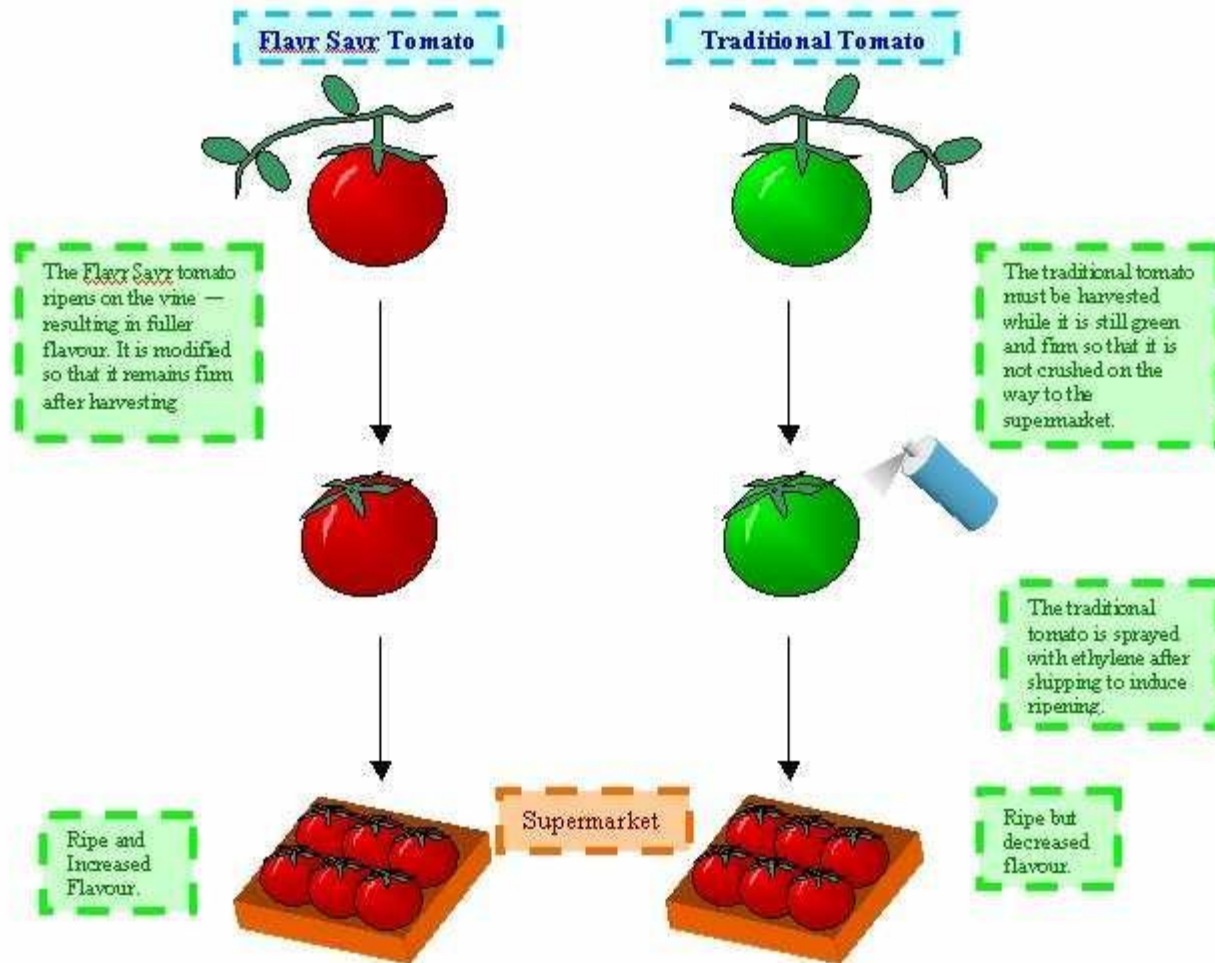 Flavr Savr Tomato
Traditional Tomato
The Flavr Savr tomato
ripens on the vine —
resulting in fuller
flavour. It is modified
so that it remains firm
after harvesting
The traditional tomato
must be harvested
while it is still green
and firm so that it is
not crushed on the
way to the
supermarket.
The traditional
tomato is sprayed
with ethylene after
shipping to induce
ripening.
Supermarket
Ripe and
Increased
Flavour.
Ripe but
decreased
flavour.